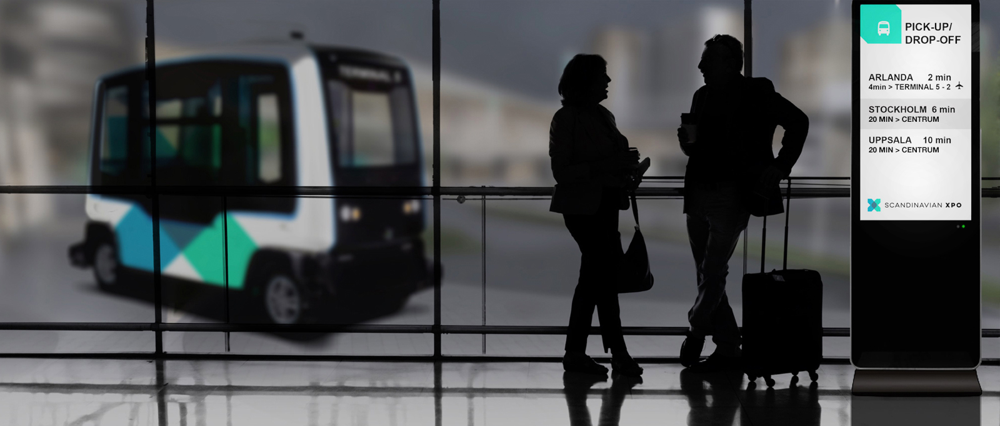 TERMINAL
PICK-UP/
DROP-OFF
ARLANDA 2 min
4min > TERMINAL 5 - 2
STOCKHOLM 6 min
20 MIN > CENTRUM
UPPSALA 10 min
20 MIN > CENTRUM
SCANDINAVIAN XPO